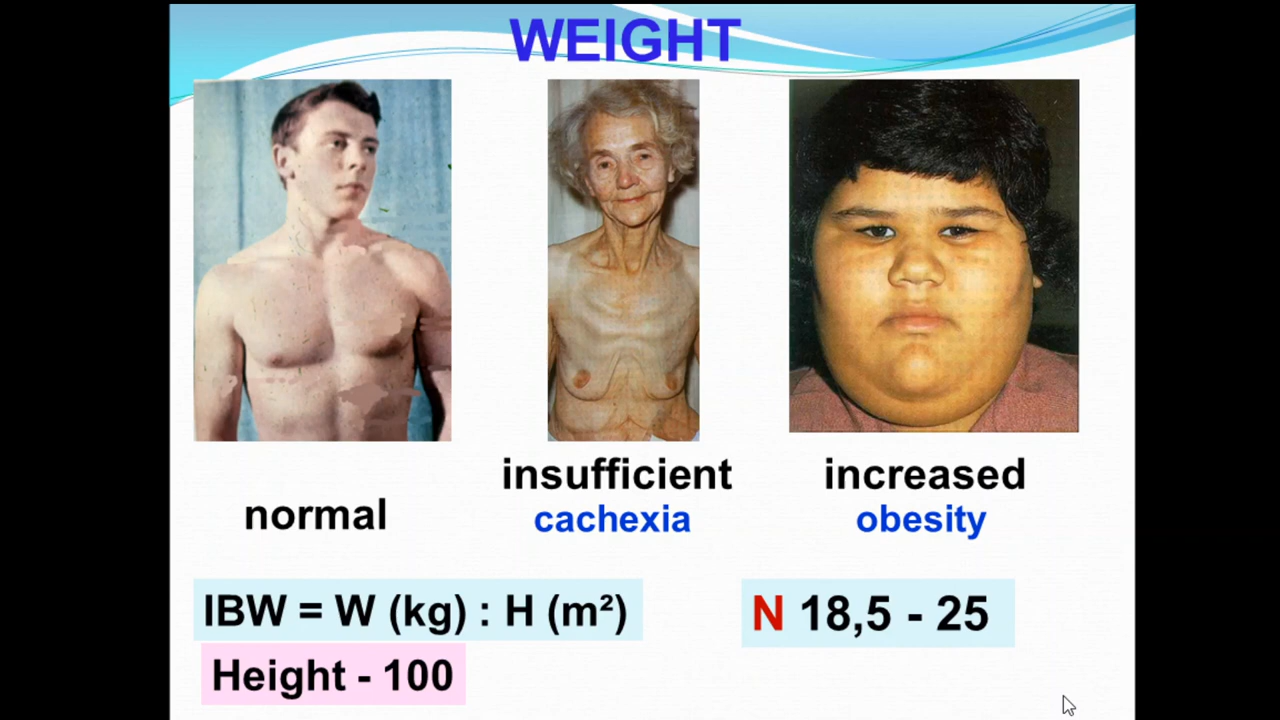 WEIGHT
normal
insufficient
cachexia
increased
obesity
IBW = W (kg) : H (m²)
N 18,5 - 25
Height - 100